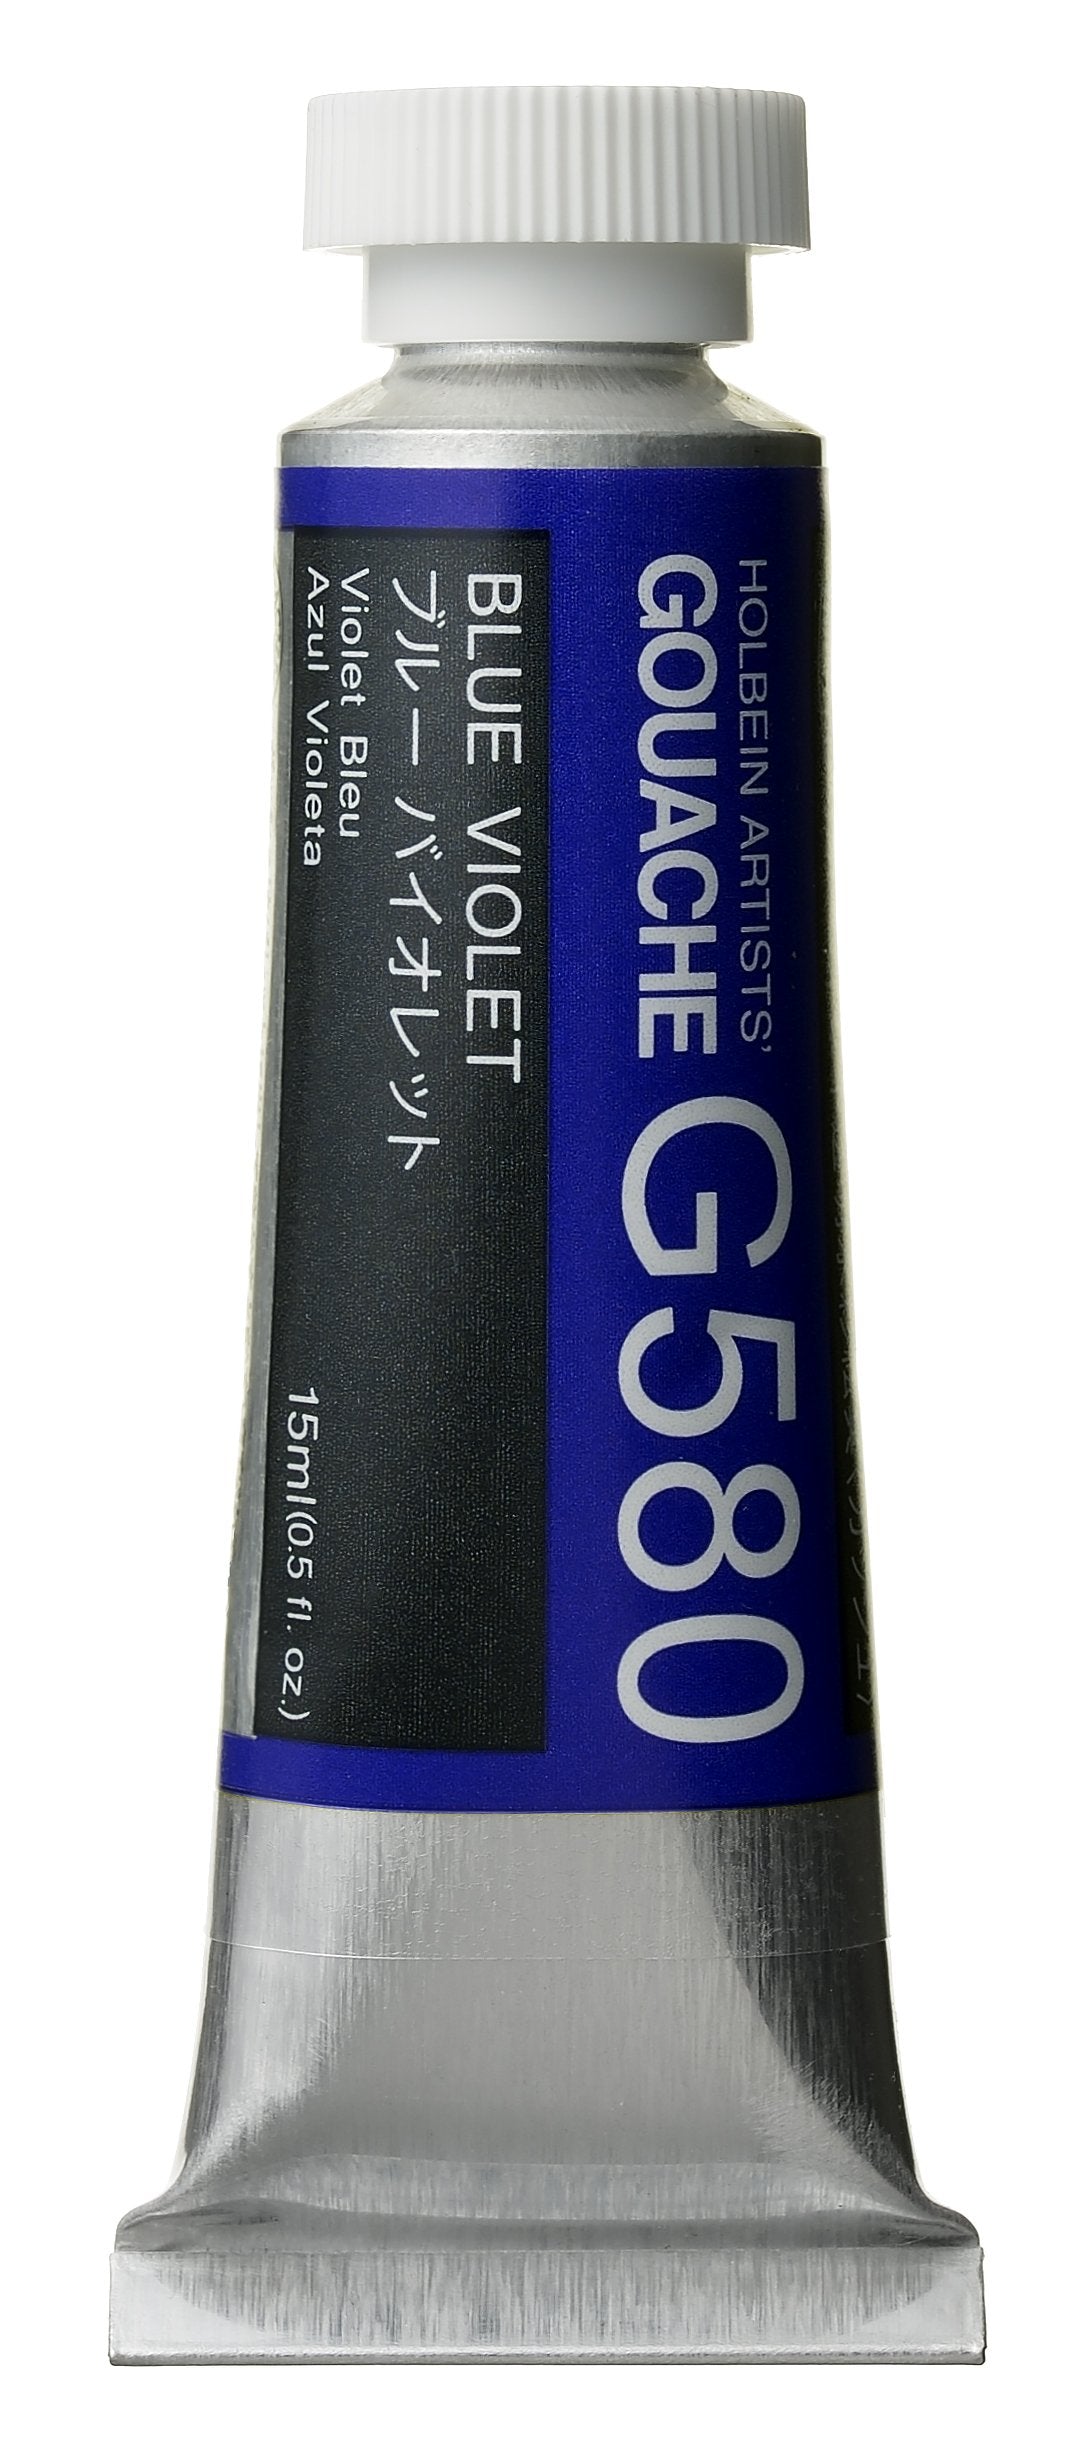 HOLBEIN ARTISTS'
GOUACHE G580
BLUE VIOLET
ブルー バイオレット
Violet Bleu
Azul Violeta
15ml(0.5 fl. oz.)